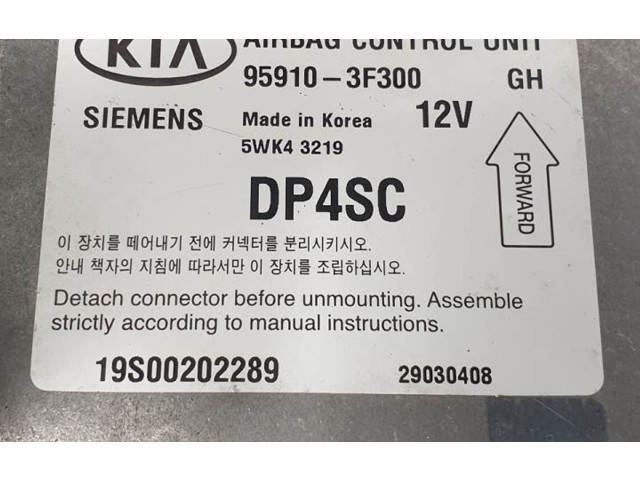 KIA AIRBAG CONTROL UNIT
95910-3F300 GH
SIEMENS Made in Korea 12V
5WK4 3219
FORWARD
DP4SC
이 장치를 떼어내기 전에 커넥터를 분리시키시오.
안내 책자의 지침에 따라서만 이 장치를 조립하십시오.
Detach connector before unmounting. Assemble
strictly according to manual instructions.
19S00202289 29030408